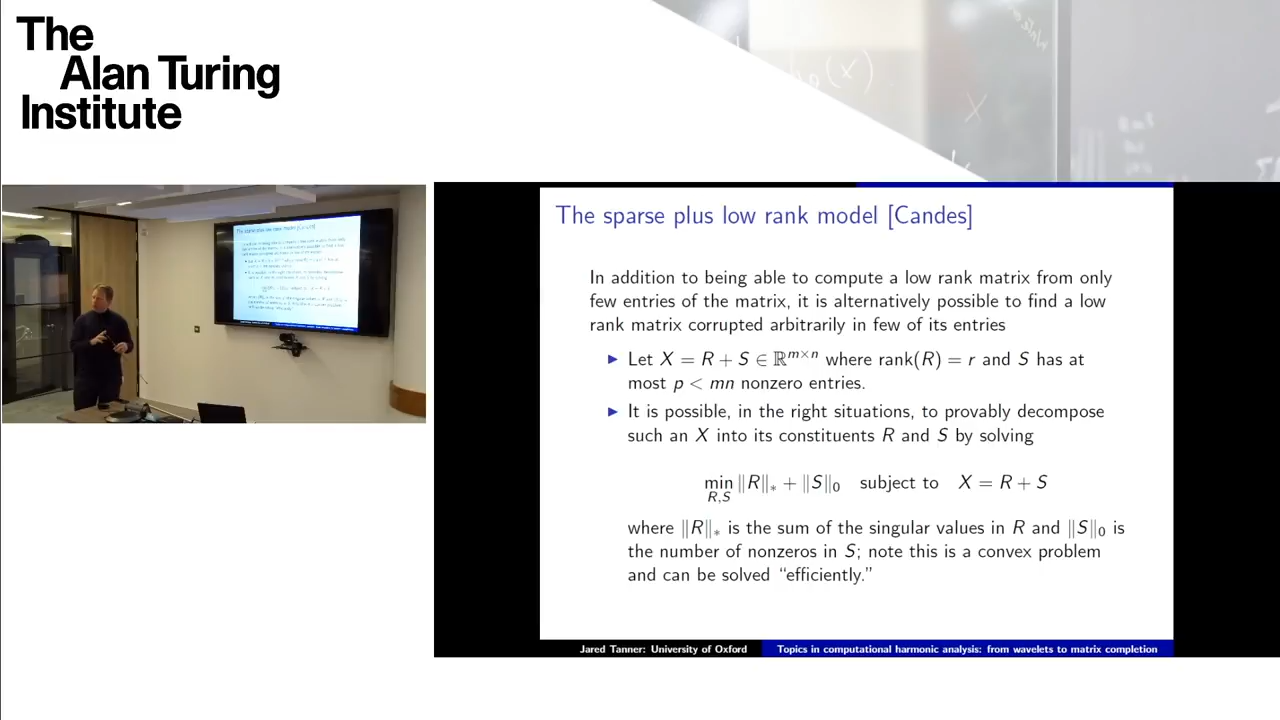 The
Alan Turing
Institute
The sparse plus low rank model [Candes]
In addition to being able to compute a low rank matrix from only
few entries of the matrix, it is alternatively possible to find a low
rank matrix corrupted arbitrarily in few of its entries
▶ Let X = R + S ∈ ℝ^{m×n} where rank(R) = r and S has at
most p < mn nonzero entries.
▶ It is possible, in the right situations, to provably decompose
such an X into its constituents R and S by solving
min_{R,S} ‖R‖_* + ‖S‖_0 subject to X = R + S
where ‖R‖_* is the sum of the singular values in R and ‖S‖_0 is
the number of nonzeros in S; note this is a convex problem
and can be solved “efficiently.”
Jared Tanner: University of Oxford Topics in computational harmonic analysis: from wavelets to matrix completion